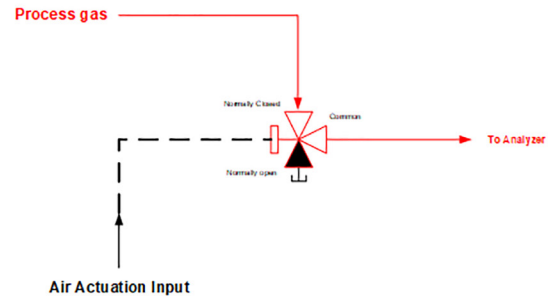 Process gas
Normally Closed
Common
To Analyzer
Normally open
Air Actuation Input